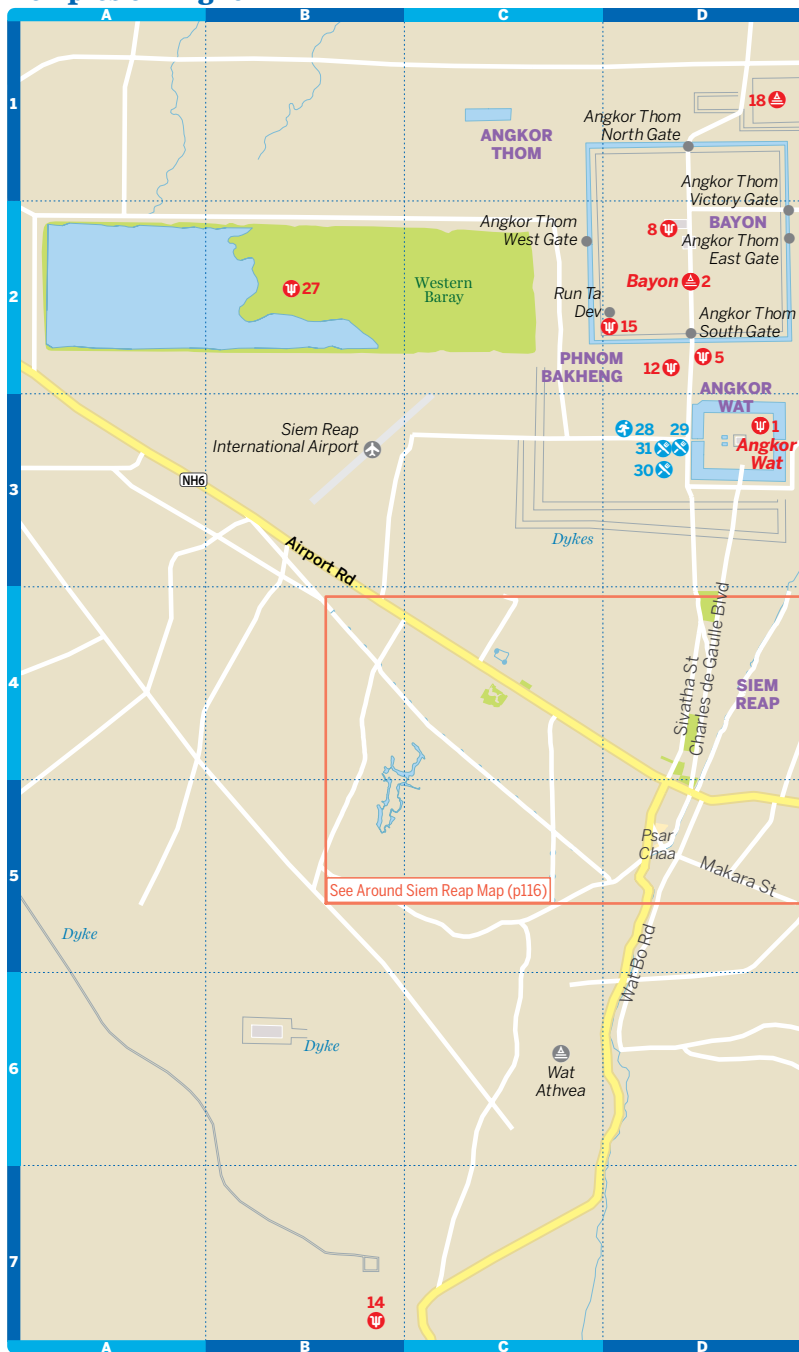 A
B
C
D
1
18
Angkor Thom
North Gate
ANGKOR
THOM
Angkor Thom
Victory Gate
Angkor Thom
West Gate
8
BAYON
Angkor Thom
East Gate
2
27
Western
Baray
Bayon
2
Run Ta
Dev
15
Angkor Thom
South Gate
PHNOM
BAKHENG
12
5
ANGKOR
WAT
Siem Reap
International Airport
28
29
1
31
Angkor
Wat
30
3
NH6
Dykes
Airport Rd
4
Sivatha St
Charles de Gaulle Blvd
SIEM
REAP
Psar
Chaa
5
See Around Siem Reap Map (p116)
Makara St
Dyke
Wat Bo Rd
Dyke
6
Wat
Athvea
7
14
A
B
C
D